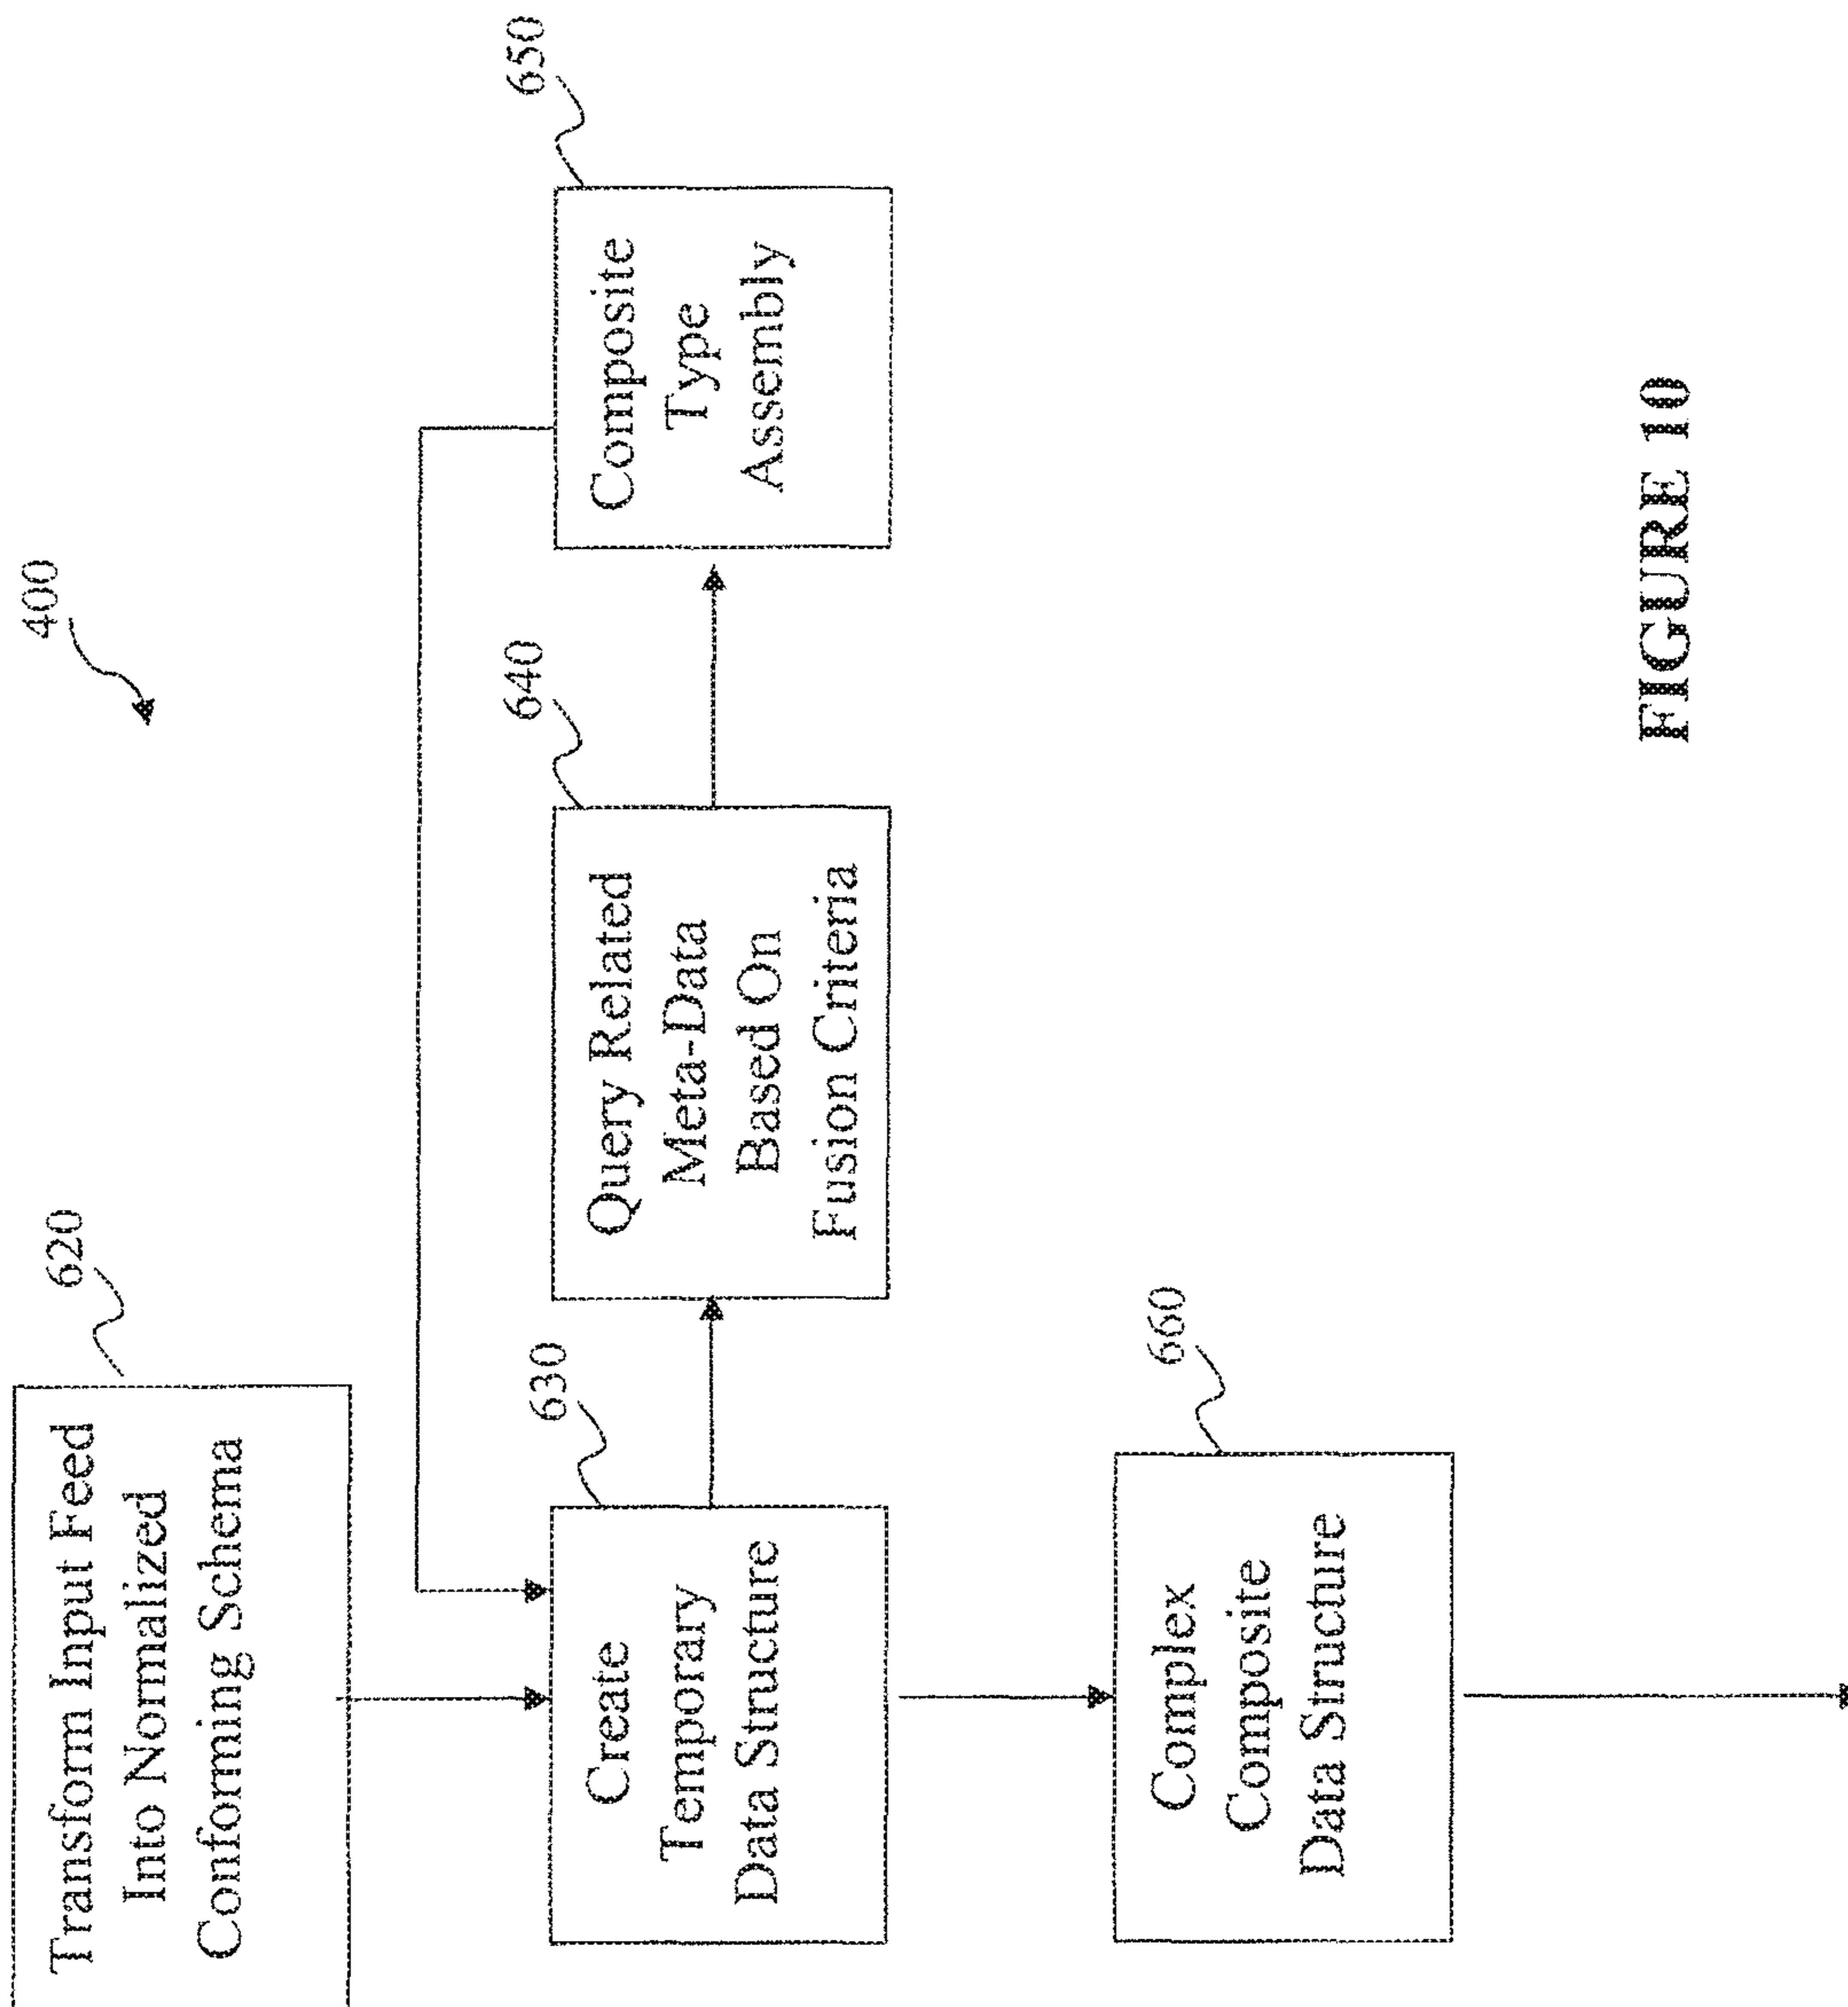 400
620
Transform Input Feed
Into Normalized
Conforming Schema
630
Create
Temporary
Data Structure
640
Query Related
Meta-Data
Based On
Fusion Criteria
650
Composite
Type
Assembly
660
Complex
Composite
Data Structure
FIGURE 10